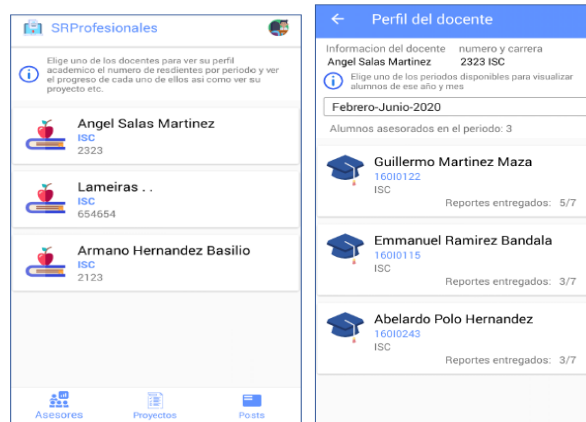 SRProfesionales
Elige uno de los docentes para ver su perfil
academico el numero de resdientes por periodo y ver
el progreso de cada uno de ellos asi como ver su
proyecto etc.
Angel Salas Martinez
ISC
2323
Lameiras . .
ISC
654654
Armano Hernandez Basilio
ISC
2123
Asesores
Proyectos
Posts
Perfil del docente
Informacion del docente numero y carrera
Angel Salas Martinez 2323 ISC
Elige uno de los periodos disponibles para visualizar
alumnos de ese año y mes
Febrero-Junio-2020
Alumnos asesorados en el periodo: 3
Guillermo Martinez Maza
160I0122
ISC
Reportes entregados: 5/7
Emmanuel Ramirez Bandala
160I0115
ISC
Reportes entregados: 3/7
Abelardo Polo Hernandez
160I0243
ISC
Reportes entregados: 3/7